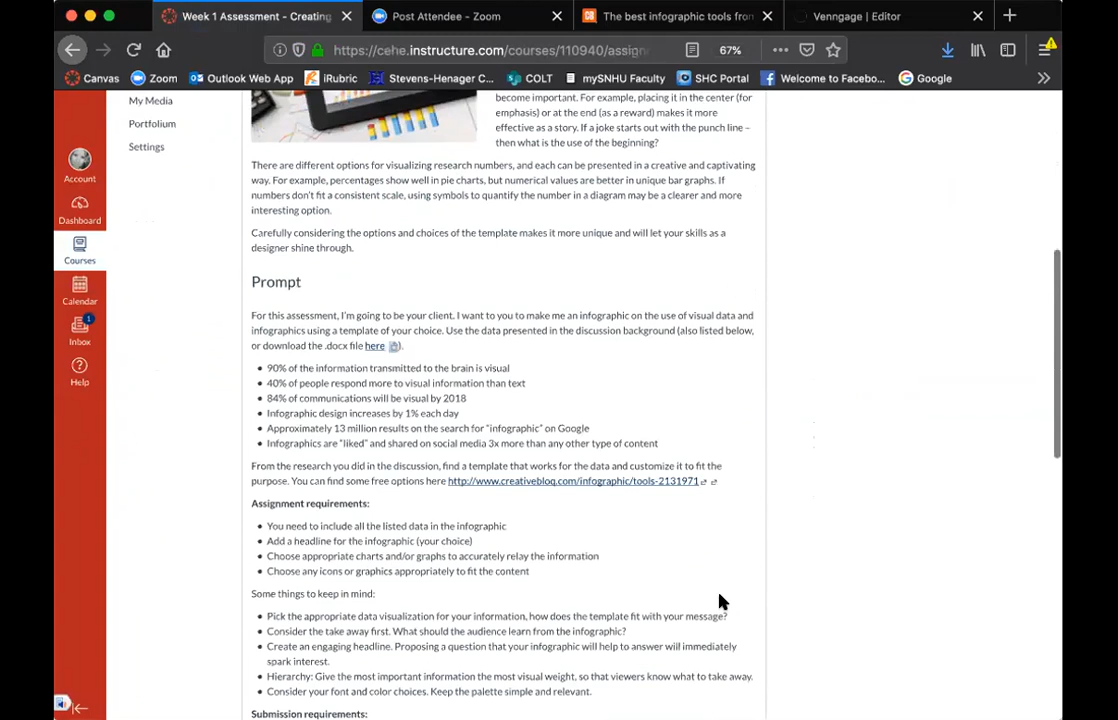 Week 1 Assessment - Creating
Post Attendee - Zoom
The best infographic tools from
Venngage | Editor
https://cehe.instructure.com/courses/110940/assign
67%
Canvas
Zoom
Outlook Web App
iRubric
Stevens-Henager C...
COLT
mySNHU Faculty
SHC Portal
Welcome to Facebo...
Google
My Media
Portfolium
Settings
Account
Dashboard
Courses
Calendar
1
Inbox
Help
become important. For example, placing it in the center (for
emphasis) or at the end (as a reward) makes it more
effective as a story. If a joke starts out with the punch line –
then what is the use of the beginning?
There are different options for visualizing research numbers, and each can be presented in a creative and captivating
way. For example, percentages show well in pie charts, but numerical values are better in unique bar graphs. If
numbers don't fit a consistent scale, using symbols to quantify the number in a diagram may be a clearer and more
interesting option.
Carefully considering the options and choices of the template makes it more unique and will let your skills as a
designer shine through.
Prompt
For this assessment, I'm going to be your client. I want to you to make me an infographic on the use of visual data and
infographics using a template of your choice. Use the data presented in the discussion background (also listed below,
or download the .docx file here ).
• 90% of the information transmitted to the brain is visual
• 40% of people respond more to visual information than text
• 84% of communications will be visual by 2018
• Infographic design increases by 1% each day
• Approximately 13 million results on the search for "infographic" on Google
• Infographics are "liked" and shared on social media 3x more than any other type of content
From the research you did in the discussion, find a template that works for the data and customize it to fit the
purpose. You can find some free options here http://www.creativebloq.com/infographic/tools-2131971
Assignment requirements:
• You need to include all the listed data in the infographic
• Add a headline for the infographic (your choice)
• Choose appropriate charts and/or graphs to accurately relay the information
• Choose any icons or graphics appropriately to fit the content
Some things to keep in mind:
• Pick the appropriate data visualization for your information, how does the template fit with your message?
• Consider the take away first. What should the audience learn from the infographic?
• Create an engaging headline. Proposing a question that your infographic will help to answer will immediately
spark interest.
• Hierarchy: Give the most important information the most visual weight, so that viewers know what to take away.
• Consider your font and color choices. Keep the palette simple and relevant.
Submission requirements: